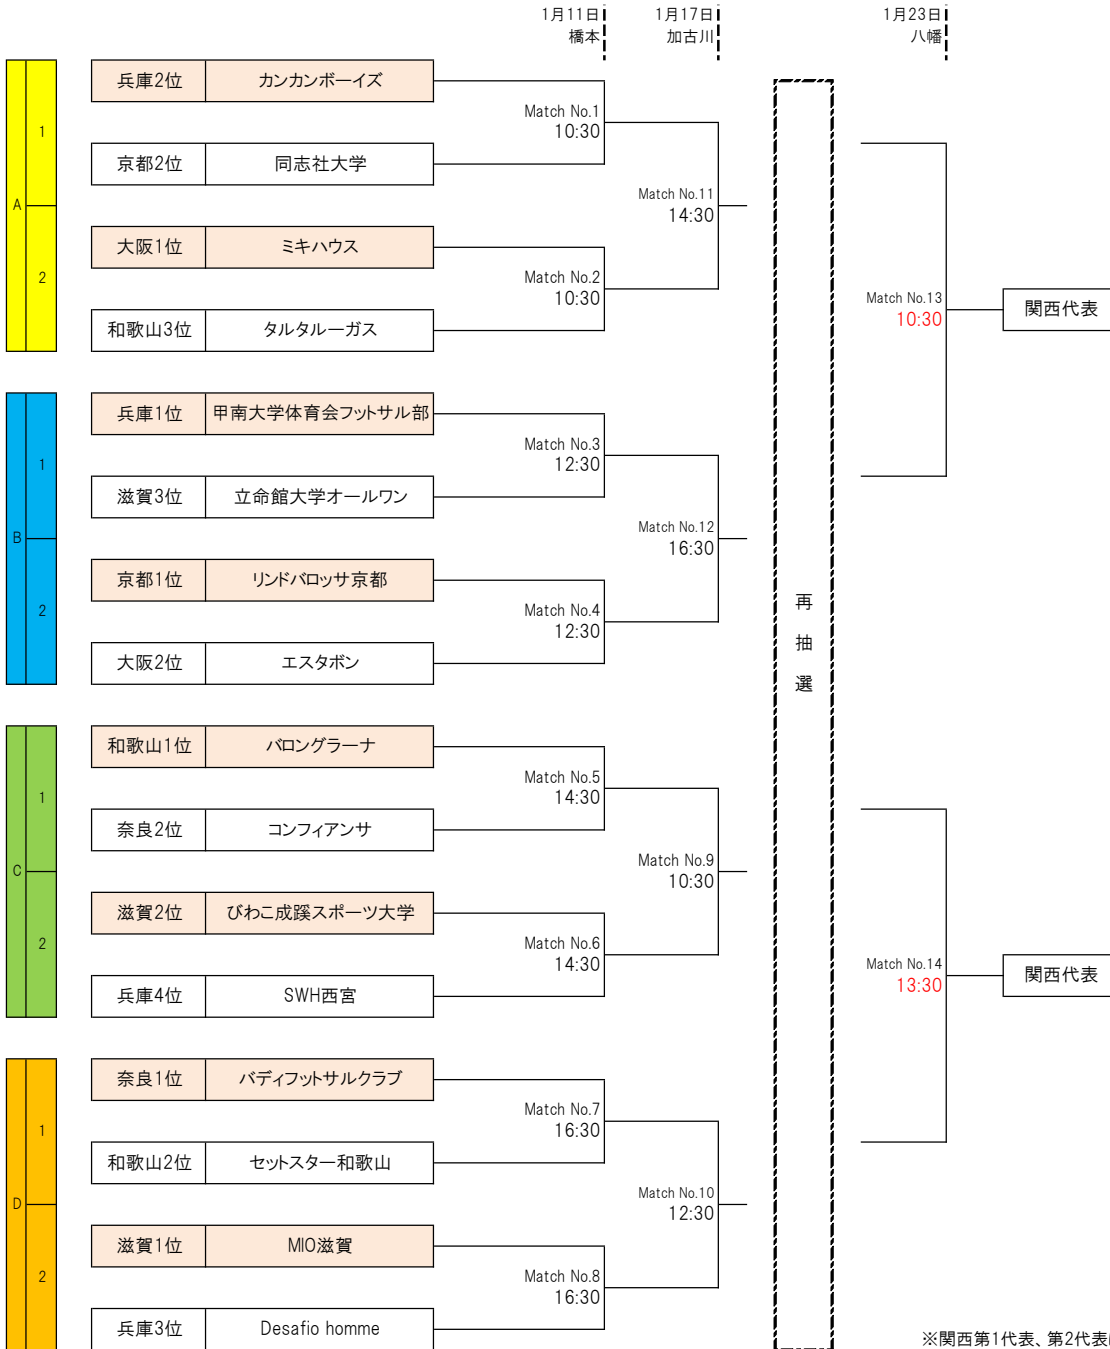 1月11日 1月17日 1月23日
橋本 加古川 八幡
兵庫2位 カンカンボーイズ
Match No.1
10:30
1
京都2位 同志社大学
Match No.11
14:30
A
大阪1位 ミキハウス
Match No.2
10:30
2
和歌山3位 タルタルーガス
Match No.13
10:30
関西代表
兵庫1位 甲南大学体育会フットサル部
Match No.3
12:30
1
滋賀3位 立命館大学オールワン
Match No.12
16:30
B
京都1位 リンドバロッサ京都
Match No.4
12:30
2
大阪2位 エスタボン
再
抽
選
和歌山1位 バロングラーナ
Match No.5
14:30
1
奈良2位 コンフィアンサ
Match No.9
10:30
C
滋賀2位 びわこ成蹊スポーツ大学
Match No.6
14:30
2
兵庫4位 SWH西宮
Match No.14
13:30
関西代表
奈良1位 バディフットサルクラブ
Match No.7
16:30
1
和歌山2位 セットスター和歌山
Match No.10
12:30
D
滋賀1位 MIO滋賀
Match No.8
16:30
2
兵庫3位 Desafio homme
※関西第1代表、第2代表